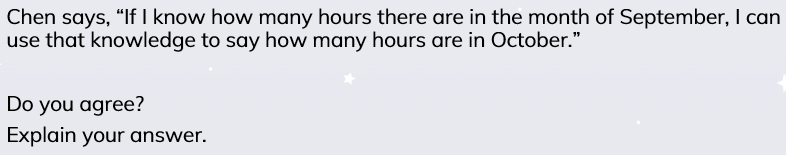 Chen says, “If I know how many hours there are in the month of September, I can
use that knowledge to say how many hours are in October.”
Do you agree?
Explain your answer.